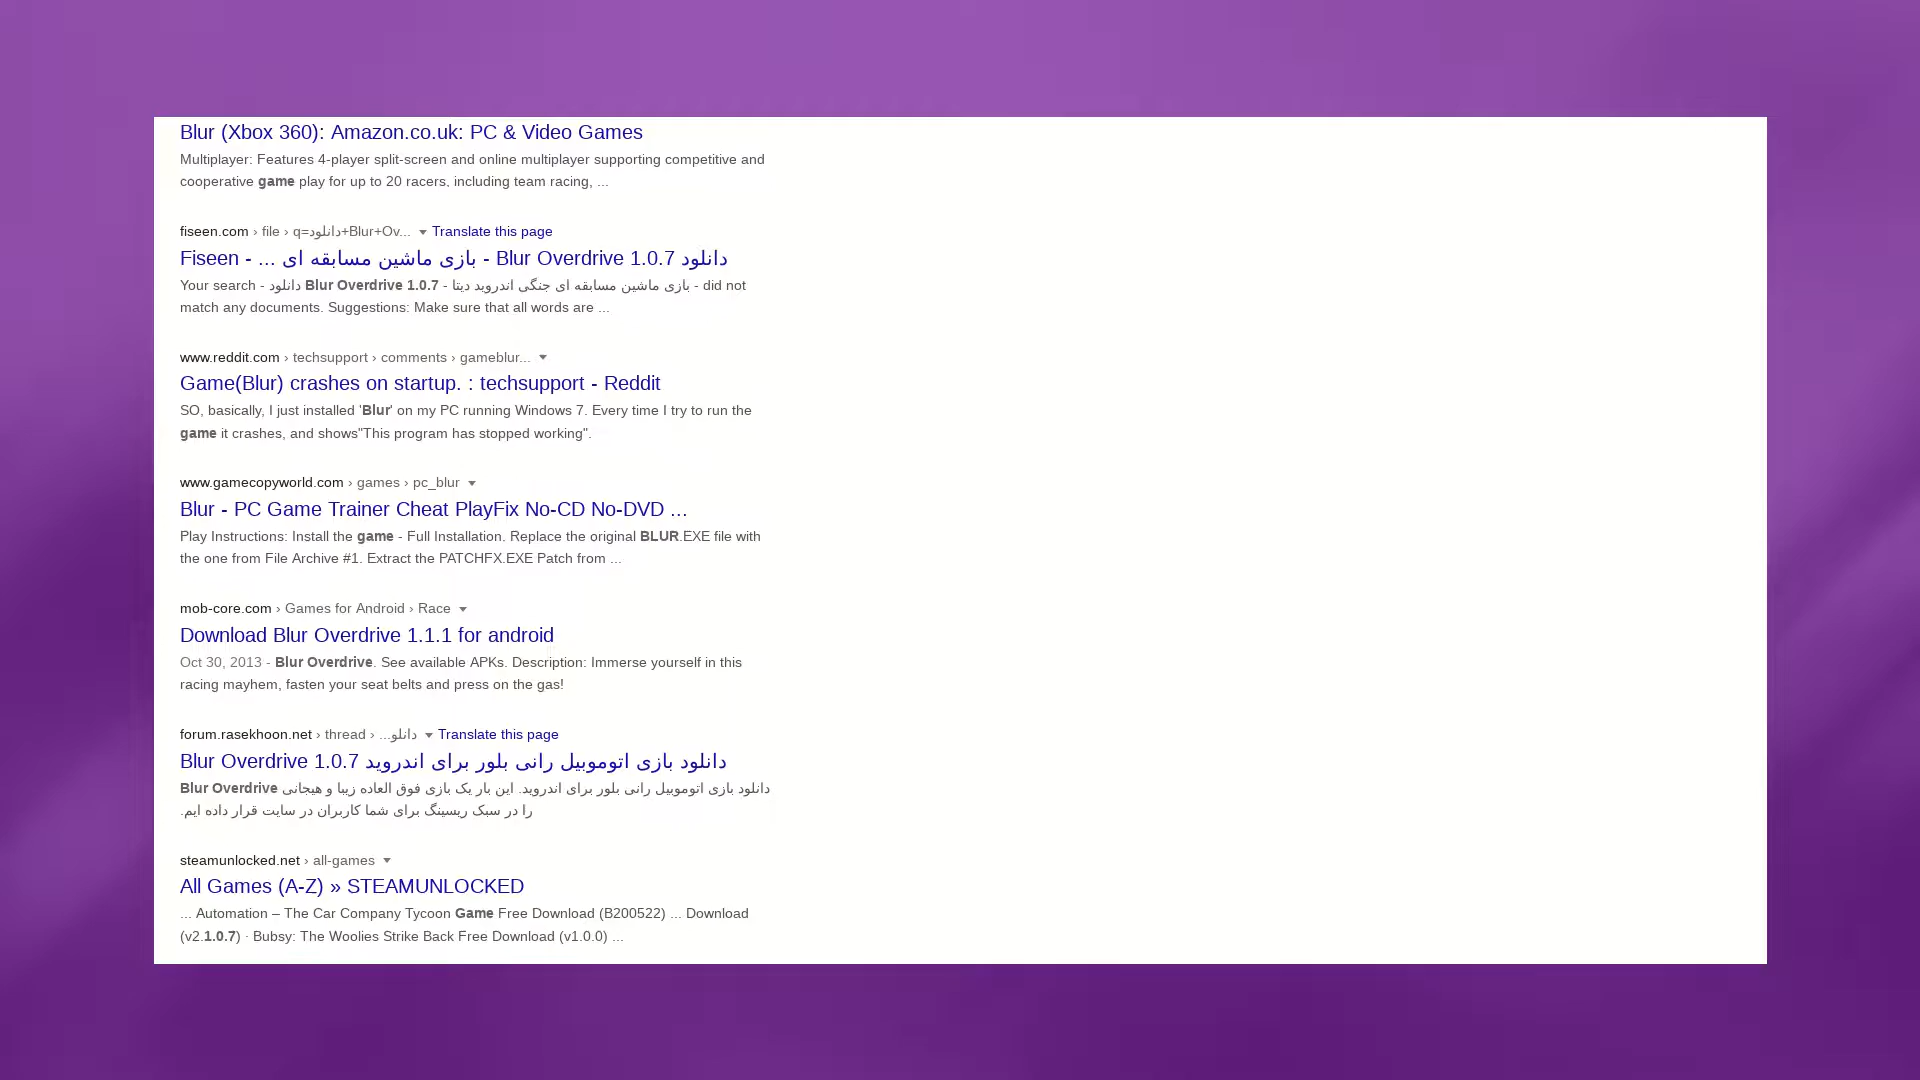 Blur (Xbox 360): Amazon.co.uk: PC & Video Games
Multiplayer: Features 4-player split-screen and online multiplayer supporting competitive and
cooperative game play for up to 20 racers, including team racing, ...
fiseen.com › file › q=دانلود+Blur+Ov... Translate this page
Fiseen - ... بازی ماشین مسابقه ای - Blur Overdrive 1.0.7 دانلود
Your search - دانلود Blur Overdrive 1.0.7 - بازی ماشین مسابقه ای جنگی اندروید دیتا - did not
match any documents. Suggestions: Make sure that all words are ...
www.reddit.com › techsupport › comments › gameblur...
Game(Blur) crashes on startup. : techsupport - Reddit
SO, basically, I just installed 'Blur' on my PC running Windows 7. Every time I try to run the
game it crashes, and shows"This program has stopped working".
www.gamecopyworld.com › games › pc_blur
Blur - PC Game Trainer Cheat PlayFix No-CD No-DVD ...
Play Instructions: Install the game - Full Installation. Replace the original BLUR.EXE file with
the one from File Archive #1. Extract the PATCHFX.EXE Patch from ...
mob-core.com › Games for Android › Race
Download Blur Overdrive 1.1.1 for android
Oct 30, 2013 - Blur Overdrive. See available APKs. Description: Immerse yourself in this
racing mayhem, fasten your seat belts and press on the gas!
forum.rasekhoon.net › thread › دانلو... Translate this page
دانلود بازی اتوموبیل رانی بلور برای اندروید Blur Overdrive 1.0.7
دانلود بازی اتوموبیل رانی بلور برای اندروید. این بار یک بازی فوق العاده زیبا و هیجانی Blur Overdrive
را در سبک ریسینگ برای شما کاربران در سایت قرار داده ایم.
steamunlocked.net › all-games
All Games (A-Z) » STEAMUNLOCKED
... Automation – The Car Company Tycoon Game Free Download (B200522) ... Download
(v2.1.0.7) · Bubsy: The Woolies Strike Back Free Download (v1.0.0) ...